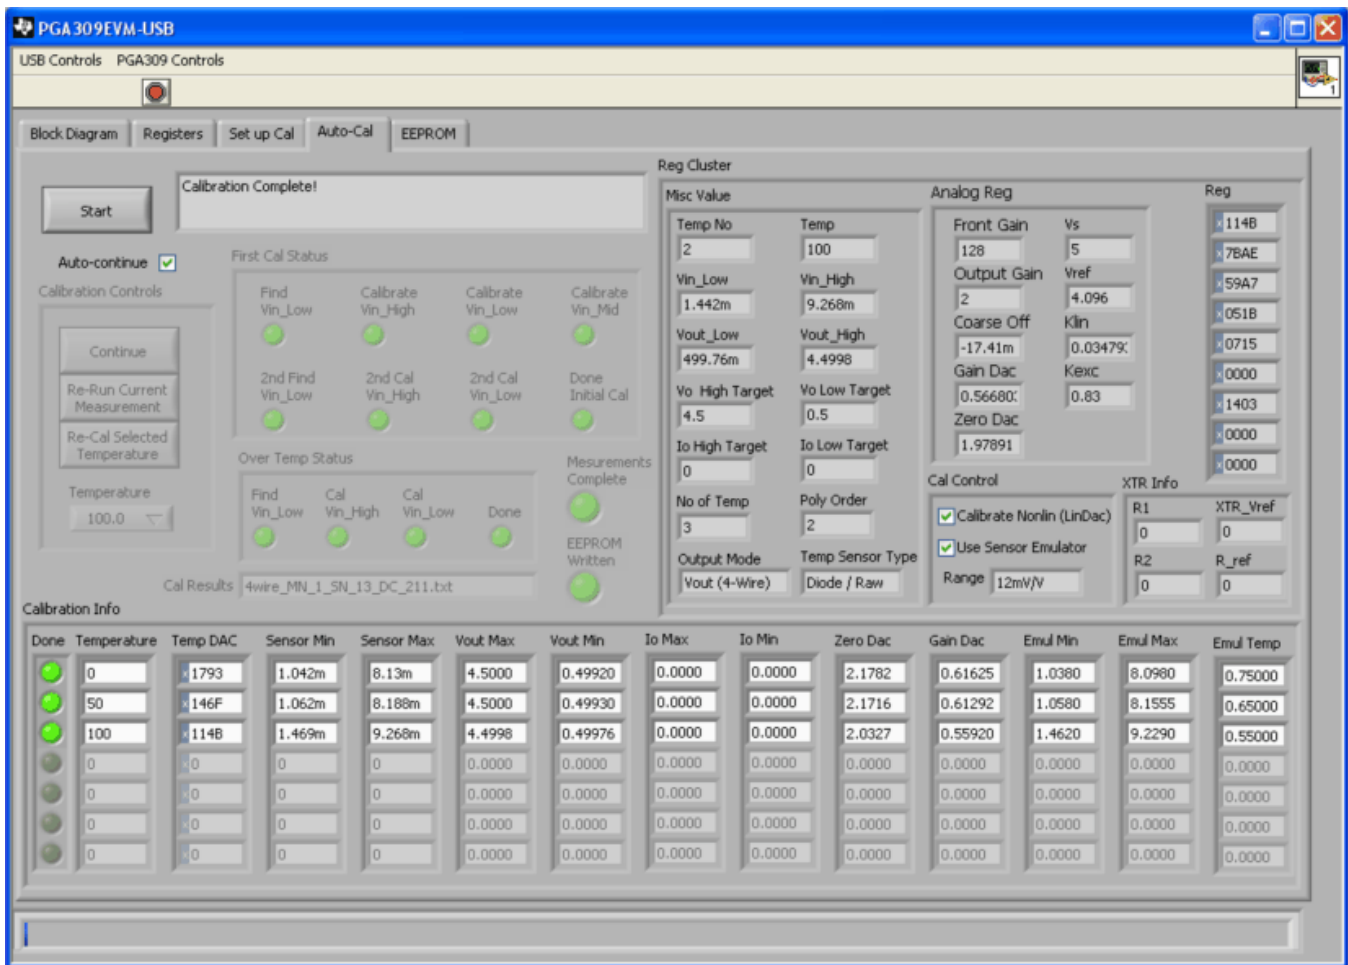 PGA309EVM-USB
USB Controls PGA309 Controls
1
Block Diagram Registers Set up Cal Auto-Cal EEPROM
Start
Calibration Complete!
Auto-continue
Calibration Controls
Continue
Re-Run Current
Measurement
Re-Cal Selected
Temperature
Temperature
100.0
First Cal Status
Find Calibrate Calibrate Calibrate
Vin_Low Vin_High Vin_Low Vin_Mid
2nd Find 2nd Cal 2nd Cal Done
Vin_Low Vin_High Vin_Low Initial Cal
Over Temp Status
Find Cal Cal
Vin_Low Vin_High Vin_Low Done
Mesurements
Complete
EEPROM
Written
Cal Results 4wire_MN_1_SN_13_DC_211.txt
Reg Cluster
Misc Value
Temp No Temp
2 100
Vin_Low Vin_High
1.442m 9.268m
Vout_Low Vout_High
499.76m 4.4998
Vo High Target Vo Low Target
4.5 0.5
Io High Target Io Low Target
0 0
No of Temp Poly Order
3 2
Output Mode Temp Sensor Type
Vout (4-Wire) Diode / Raw
Analog Reg
Front Gain Vs
128 5
Output Gain Vref
2 4.096
Coarse Off Klin
-17.41m 0.03479
Gain Dac Kexc
0.5668 0.83
Zero Dac
1.97891
Reg
x 114B
x 7BAE
x 59A7
x 051B
x 0715
x 0000
x 1403
x 0000
x 0000
Cal Control
Calibrate Nonlin (LinDac)
Use Sensor Emulator
Range 12mV/V
XTR Info
R1 XTR_Vref
0 0
R2 R_ref
0 0
Calibration Info
Done Temperature Temp DAC Sensor Min Sensor Max Vout Max Vout Min Io Max Io Min Zero Dac Gain Dac Emul Min Emul Max Emul Temp
0 x 1793 1.042m 8.13m 4.5000 0.49920 0.0000 0.0000 2.1782 0.61625 1.0380 8.0980 0.75000
50 x 146F 1.062m 8.188m 4.5000 0.49930 0.0000 0.0000 2.1716 0.61292 1.0580 8.1555 0.65000
100 x 114B 1.469m 9.268m 4.4998 0.49976 0.0000 0.0000 2.0327 0.55920 1.4620 9.2290 0.55000
0 x 0 0 0 0.0000 0.0000 0.0000 0.0000 0.0000 0.0000 0.0000 0.0000 0.0000
0 x 0 0 0 0.0000 0.0000 0.0000 0.0000 0.0000 0.0000 0.0000 0.0000 0.0000
0 x 0 0 0 0.0000 0.0000 0.0000 0.0000 0.0000 0.0000 0.0000 0.0000 0.0000
0 x 0 0 0 0.0000 0.0000 0.0000 0.0000 0.0000 0.0000 0.0000 0.0000 0.0000